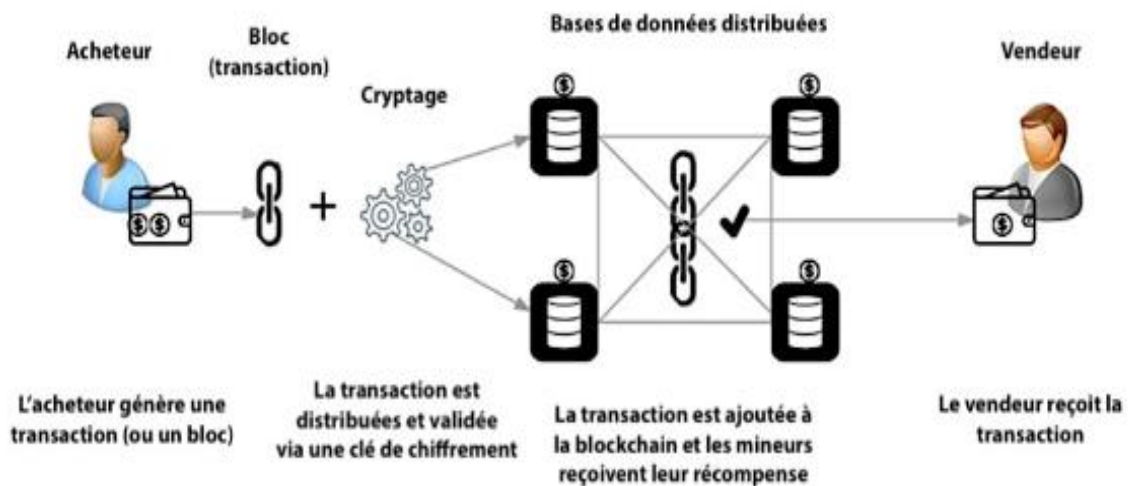 Acheteur
Bloc
(transaction)
Cryptage
Bases de données distribuées
Vendeur
L'acheteur génère une
transaction (ou un bloc)
La transaction est
distribuées et validée
via une clé de chiffrement
La transaction est ajoutée à
la blockchain et les mineurs
reçoivent leur récompense
Le vendeur reçoit la
transaction